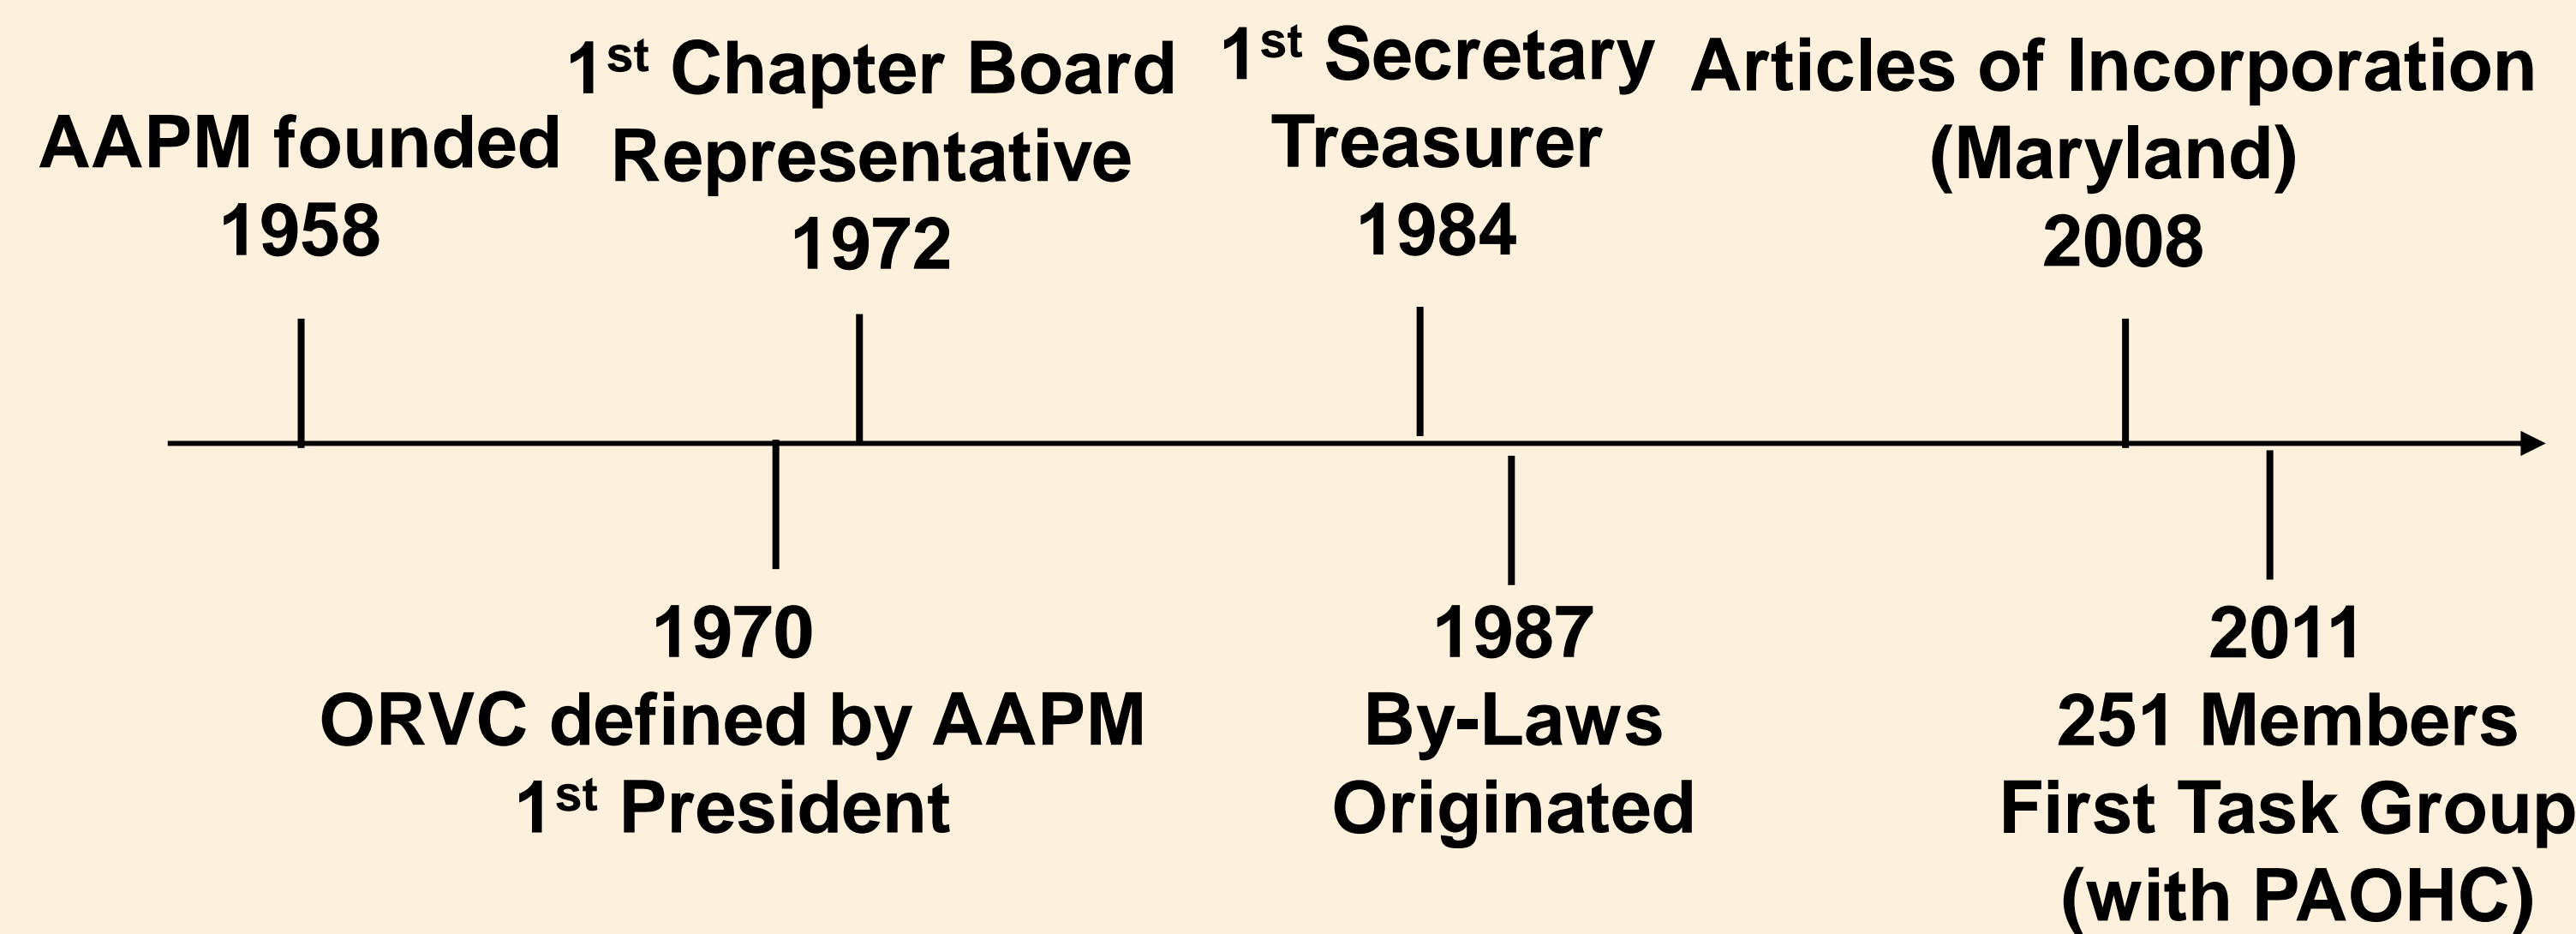 AAPM founded
1958
1st Chapter Board
Representative
1972
1st Secretary
Treasurer
1984
Articles of Incorporation
(Maryland)
2008
1970
ORVC defined by AAPM
1st President
1987
By-Laws
Originated
2011
251 Members
First Task Group
(with PAOHC)